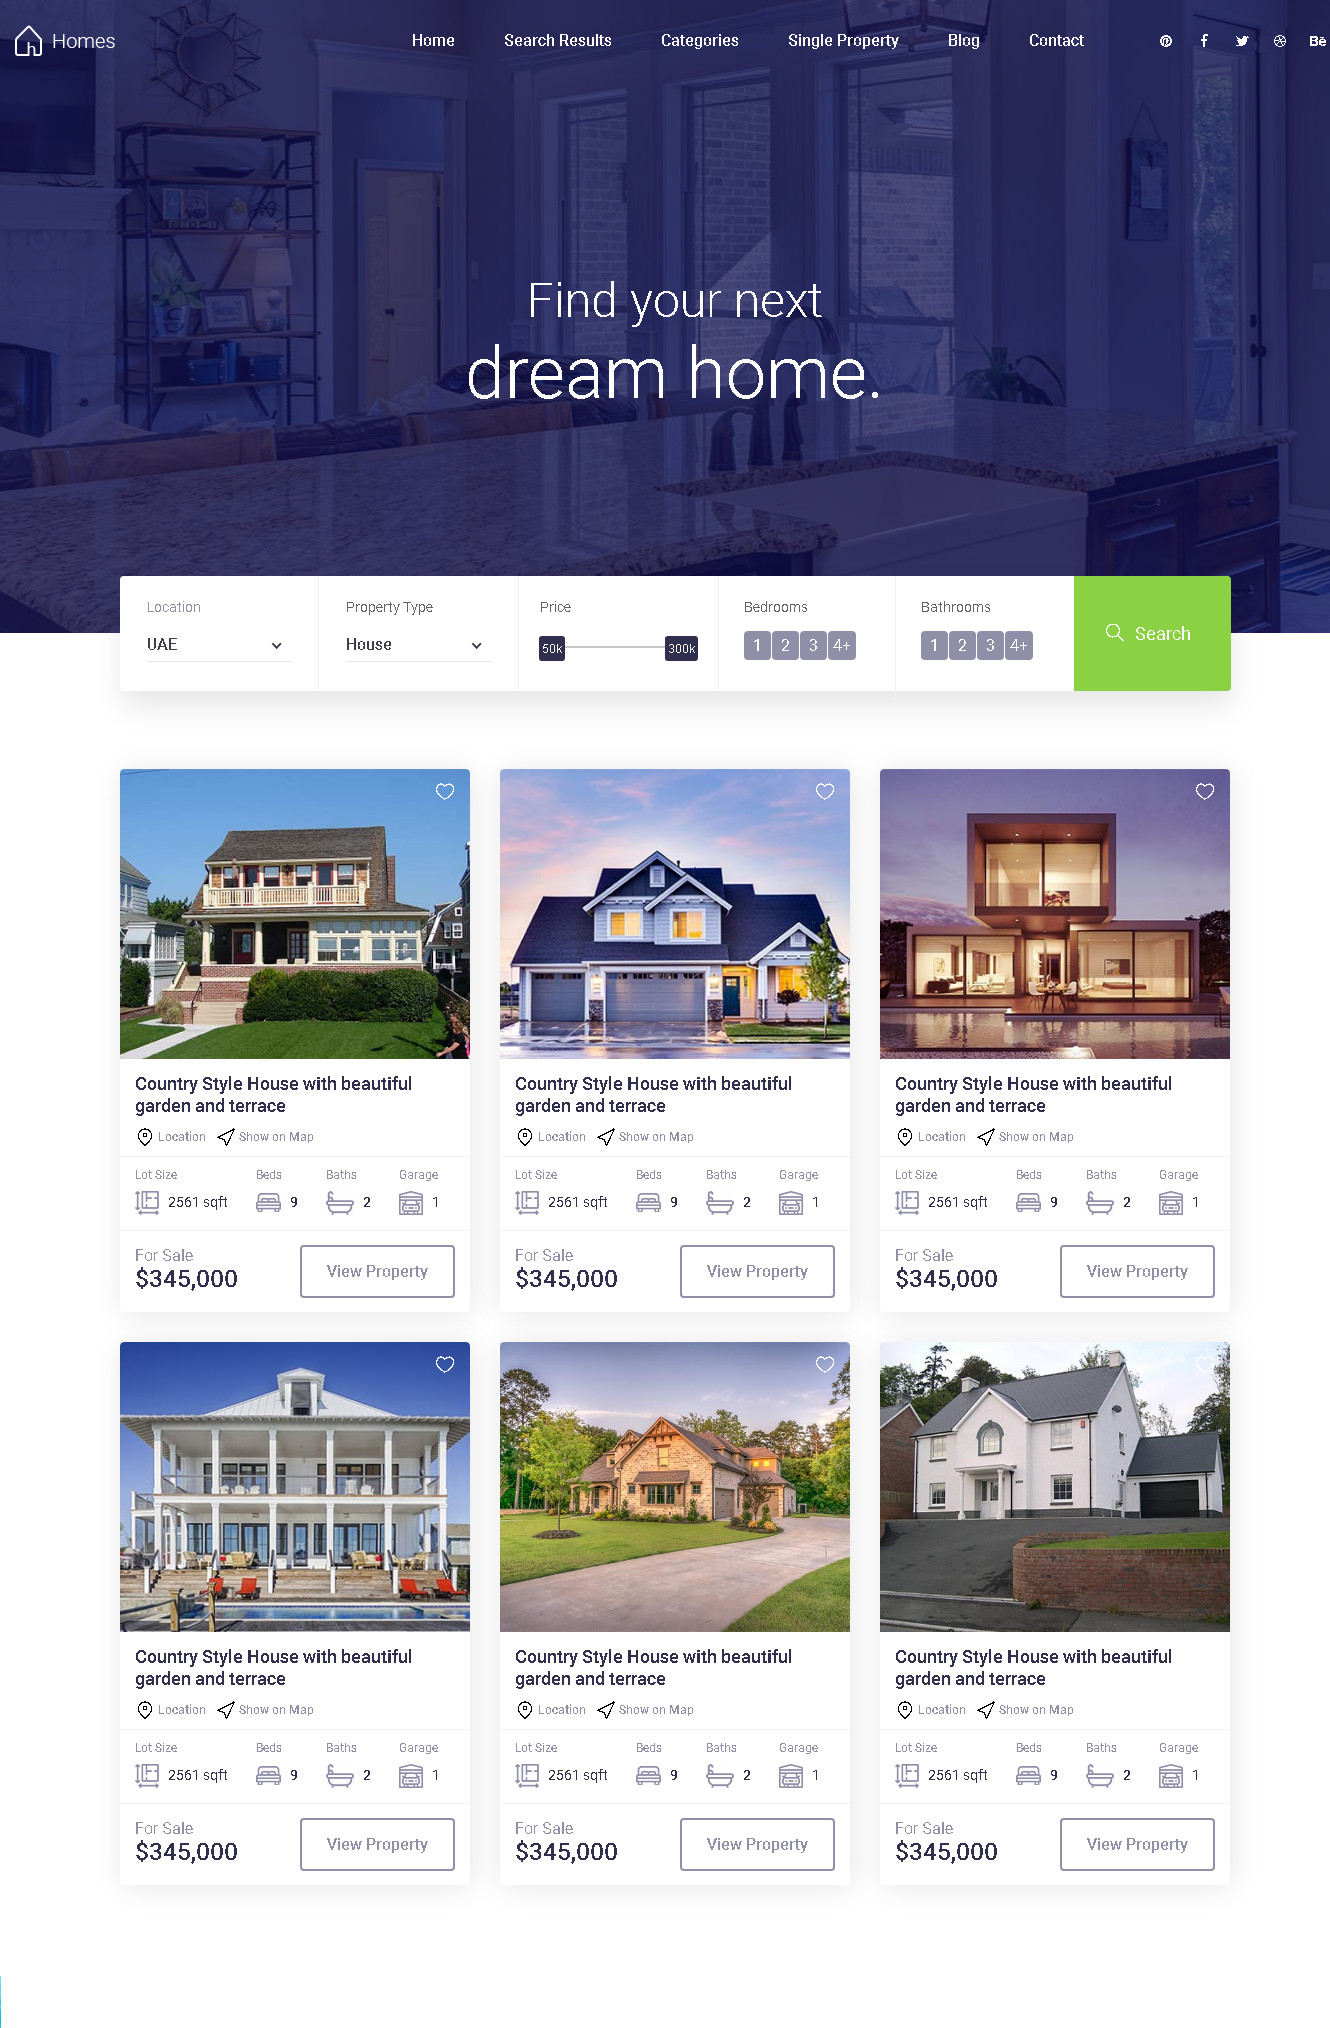 Homes
Home Search Results Categories Single Property Blog Contact Bē
Find your next
dream home.
Location Property Type Price Bedrooms Bathrooms
UAE House 50k 300k 1 2 3 4+ 1 2 3 4+ Search
Country Style House with beautiful
garden and terrace
Location Show on Map
Lot Size Beds Baths Garage
2561 sqft 9 2 1
For Sale
$345,000
View Property
Country Style House with beautiful
garden and terrace
Location Show on Map
Lot Size Beds Baths Garage
2561 sqft 9 2 1
For Sale
$345,000
View Property
Country Style House with beautiful
garden and terrace
Location Show on Map
Lot Size Beds Baths Garage
2561 sqft 9 2 1
For Sale
$345,000
View Property
Country Style House with beautiful
garden and terrace
Location Show on Map
Lot Size Beds Baths Garage
2561 sqft 9 2 1
For Sale
$345,000
View Property
Country Style House with beautiful
garden and terrace
Location Show on Map
Lot Size Beds Baths Garage
2561 sqft 9 2 1
For Sale
$345,000
View Property
Country Style House with beautiful
garden and terrace
Location Show on Map
Lot Size Beds Baths Garage
2561 sqft 9 2 1
For Sale
$345,000
View Property